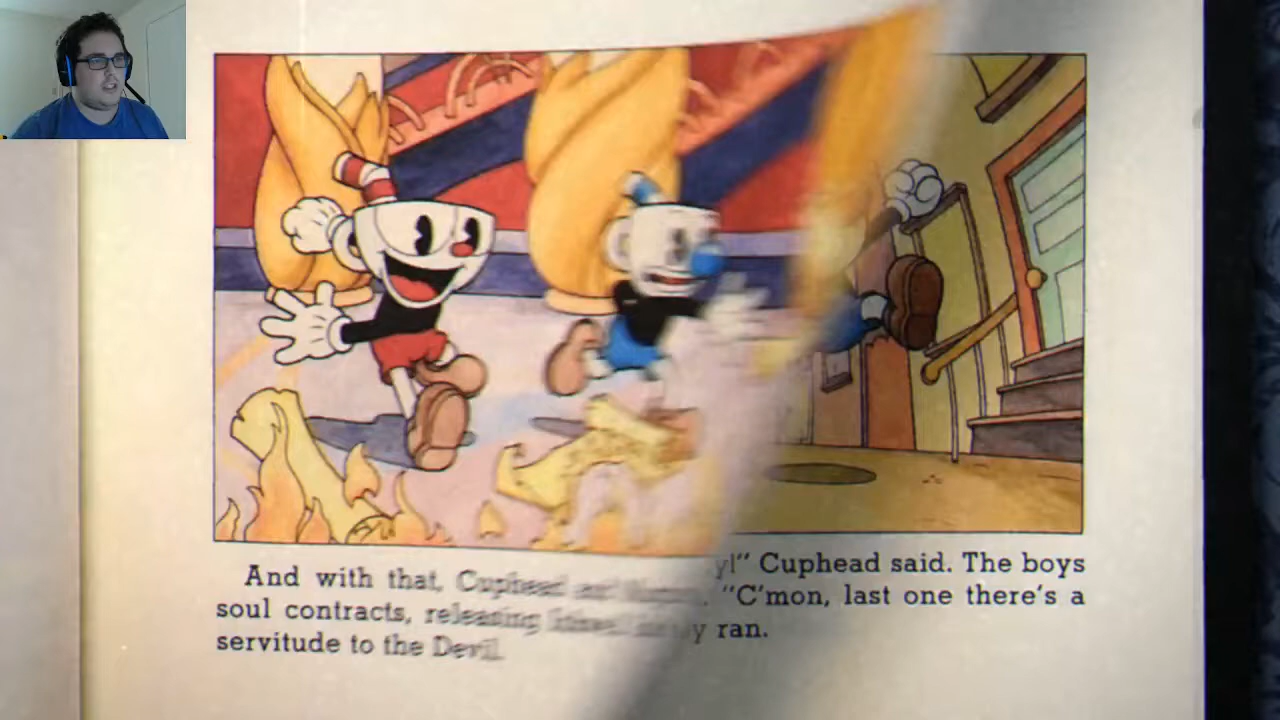 And with that, Cuphead
soul contracts, releasing
servitude to the Devil.
Cuphead said. The boys
"C'mon, last one there's a
ran.